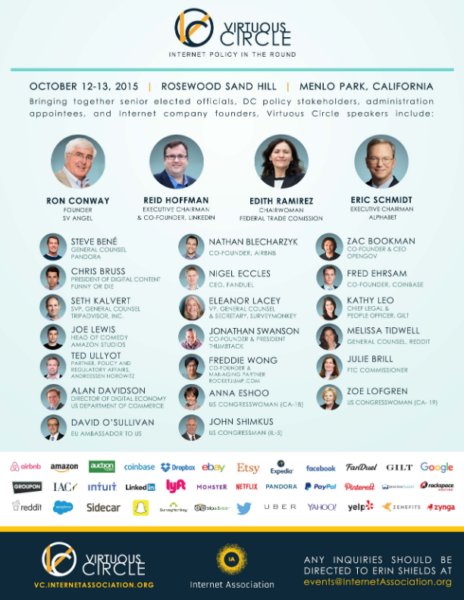 VIRTUOUS
CIRCLE
INTERNET POLICY IN THE ROUND
OCTOBER 12-13, 2015 | ROSEWOOD SAND HILL | MENLO PARK, CALIFORNIA
Bringing together senior elected officials, DC policy stakeholders, administration
appointees, and Internet company founders, Virtuous Circle speakers include:
RON CONWAY
FOUNDER
SV ANGEL
REID HOFFMAN
EXECUTIVE CHAIRMAN
& CO-FOUNDER, LINKEDIN
EDITH RAMIREZ
CHAIRWOMAN
FEDERAL TRADE COMISSION
ERIC SCHMIDT
EXECUTIVE CHAIRMAN
ALPHABET
STEVE BENÉ
GENERAL COUNSEL
PANDORA
CHRIS BRUSS
PRESIDENT OF DIGITAL CONTENT
FUNNY OR DIE
SETH KALVERT
SVP, GENERAL COUNSEL
TRIPADVISOR, INC.
JOE LEWIS
HEAD OF COMEDY
AMAZON STUDIOS
TED ULLYOT
PARTNER, POLICY AND
REGULATORY AFFAIRS,
ANDREESSEN HOROWITZ
ALAN DAVIDSON
DIRECTOR OF DIGITAL ECONOMY
US DEPARTMENT OF COMMERCE
DAVID O'SULLIVAN
EU AMBASSADOR TO US
NATHAN BLECHARZYK
CO-FOUNDER, AIRBNB
NIGEL ECCLES
CEO, FANDUEL
ELEANOR LACEY
VP, GENERAL COUNSEL
& SECRETARY, SURVEYMONKEY
JONATHAN SWANSON
CO-FOUNDER & PRESIDENT
THUMBTACK
FREDDIE WONG
CO-FOUNDER &
MANAGING PARTNER
ROCKETJUMP.COM
ANNA ESHOO
US CONGRESSWOMAN (CA-18)
JOHN SHIMKUS
US CONGRESSMAN (IL-5)
ZAC BOOKMAN
CO-FOUNDER & CEO
OPENGOV
FRED EHRSAM
CO-FOUNDER, COINBASE
KATHY LEO
CHIEF LEGAL &
PEOPLE OFFICER, GILT
MELISSA TIDWELL
GENERAL COUNSEL, REDDIT
JULIE BRILL
FTC COMMISSIONER
ZOE LOFGREN
US CONGRESSWOMAN (CA- 19)
airbnb amazon auction coinbase Dropbox ebay Etsy Expedia facebook FanDuel GILT Google
GROUPON IAC intuit LinkedIn lyft MONSTER NETFLIX PANDORA PayPal Pinterest rackspace
reddit salesforce Sidecar SurveyMonkey tripadvisor UBER YAHOO! yelp ZENEFITS zynga
VIRTUOUS
CIRCLE
VC.INTERNETASSOCIATION.ORG
IA
Internet Association
ANY INQUIRIES SHOULD BE
DIRECTED TO ERIN SHIELDS AT
events@InternetAssociation.org